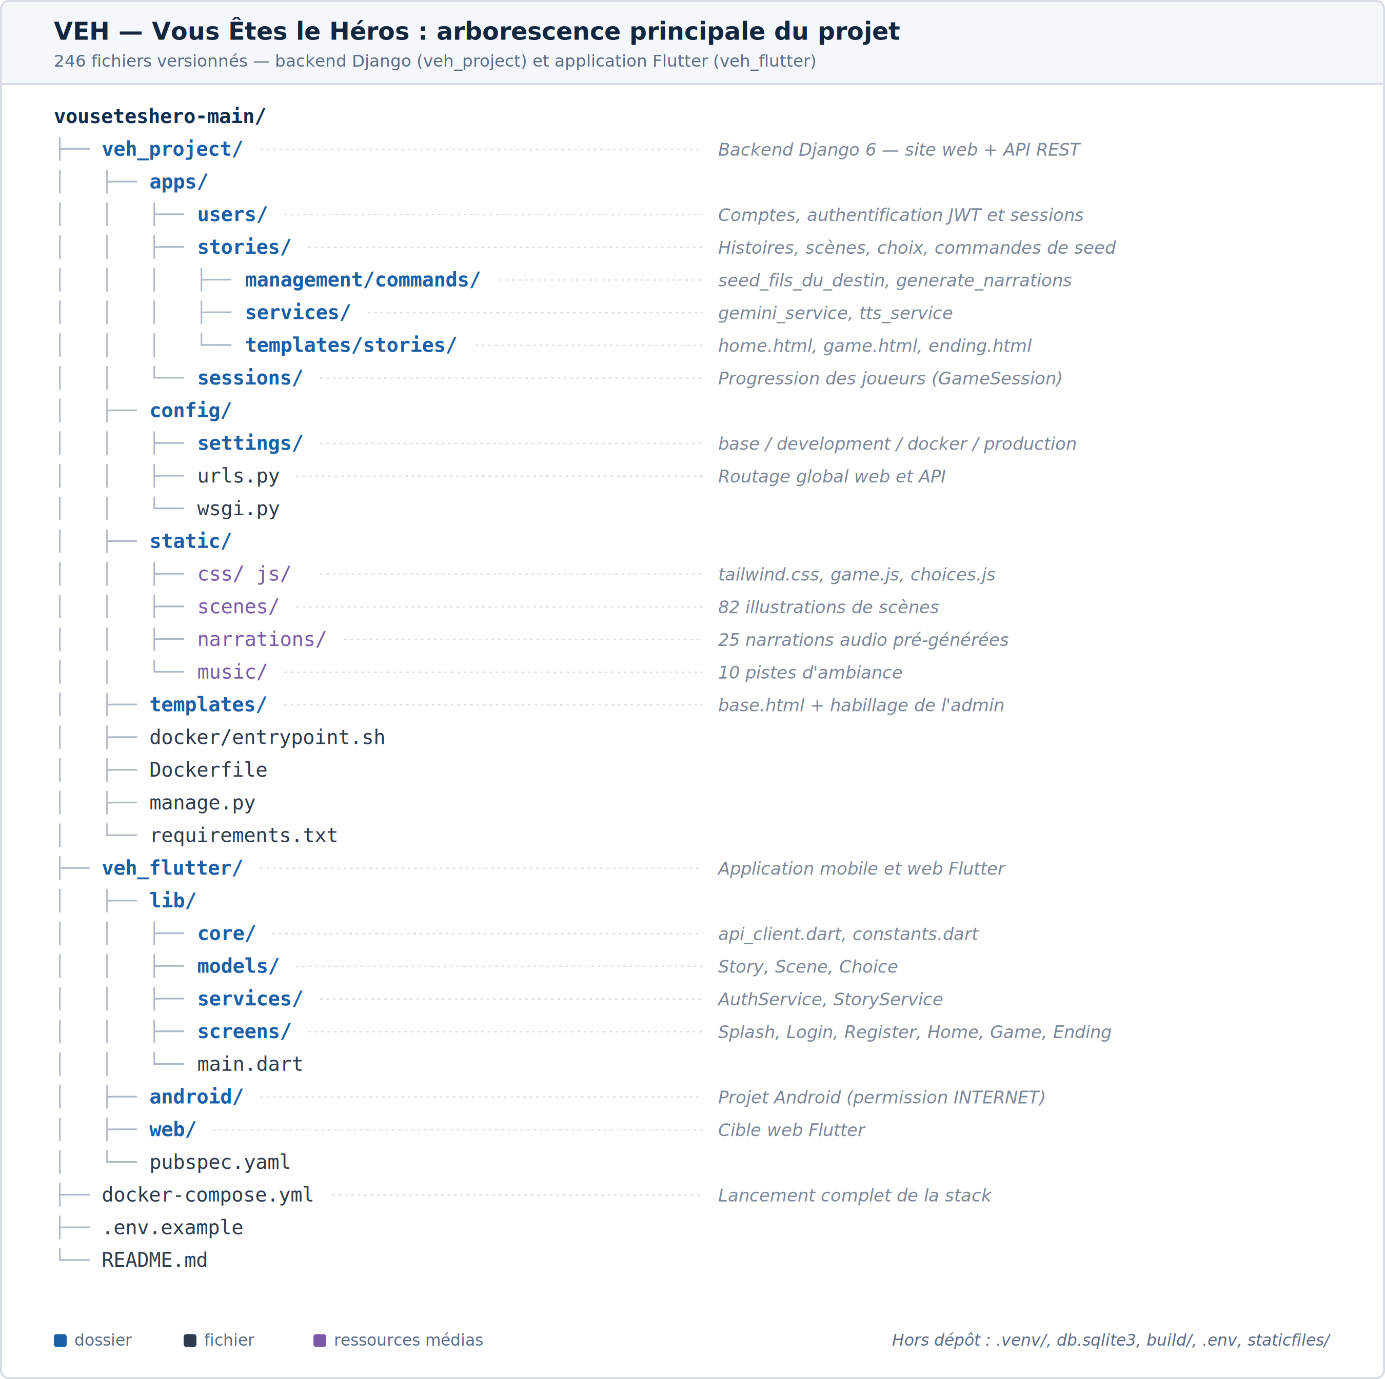 VEH — Vous Êtes le Héros : arborescence principale du projet
246 fichiers versionnés — backend Django (veh_project) et application Flutter (veh_flutter)
vouseteshero-main/
├── veh_project/ Backend Django 6 — site web + API REST
│   ├── apps/
│   │   ├── users/ Comptes, authentification JWT et sessions
│   │   ├── stories/ Histoires, scènes, choix, commandes de seed
│   │   │   ├── management/commands/ seed_fils_du_destin, generate_narrations
│   │   │   ├── services/ gemini_service, tts_service
│   │   │   └── templates/stories/ home.html, game.html, ending.html
│   │   └── sessions/ Progression des joueurs (GameSession)
│   ├── config/
│   │   ├── settings/ base / development / docker / production
│   │   ├── urls.py Routage global web et API
│   │   └── wsgi.py
│   ├── static/
│   │   ├── css/ js/ tailwind.css, game.js, choices.js
│   │   ├── scenes/ 82 illustrations de scènes
│   │   ├── narrations/ 25 narrations audio pré-générées
│   │   └── music/ 10 pistes d'ambiance
│   ├── templates/ base.html + habillage de l'admin
│   ├── docker/entrypoint.sh
│   ├── Dockerfile
│   ├── manage.py
│   └── requirements.txt
├── veh_flutter/ Application mobile et web Flutter
│   ├── lib/
│   │   ├── core/ api_client.dart, constants.dart
│   │   ├── models/ Story, Scene, Choice
│   │   ├── services/ AuthService, StoryService
│   │   ├── screens/ Splash, Login, Register, Home, Game, Ending
│   │   └── main.dart
│   ├── android/ Projet Android (permission INTERNET)
│   ├── web/ Cible web Flutter
│   └── pubspec.yaml
├── docker-compose.yml Lancement complet de la stack
├── .env.example
└── README.md
dossier fichier ressources médias Hors dépôt : .venv/, db.sqlite3, build/, .env, staticfiles/